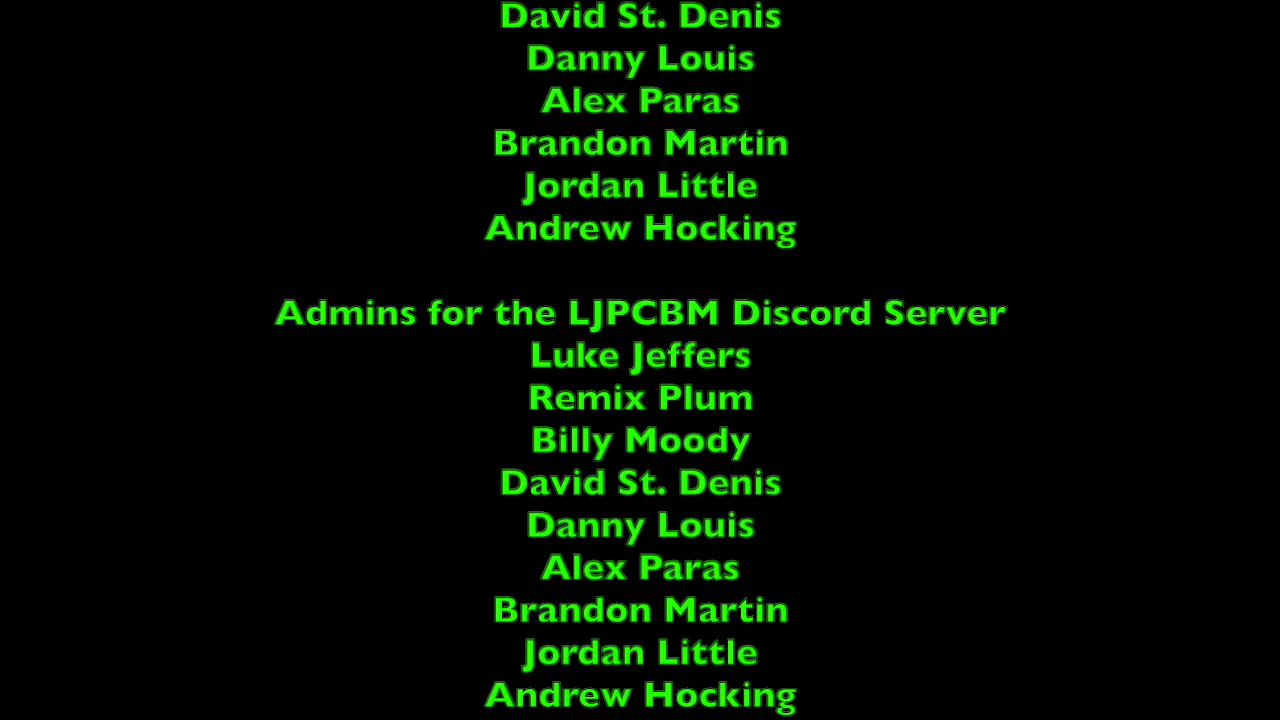 David St. Denis
Danny Louis
Alex Paras
Brandon Martin
Jordan Little
Andrew Hocking
Admins for the LJPCBM Discord Server
Luke Jeffers
Remix Plum
Billy Moody
David St. Denis
Danny Louis
Alex Paras
Brandon Martin
Jordan Little
Andrew Hocking